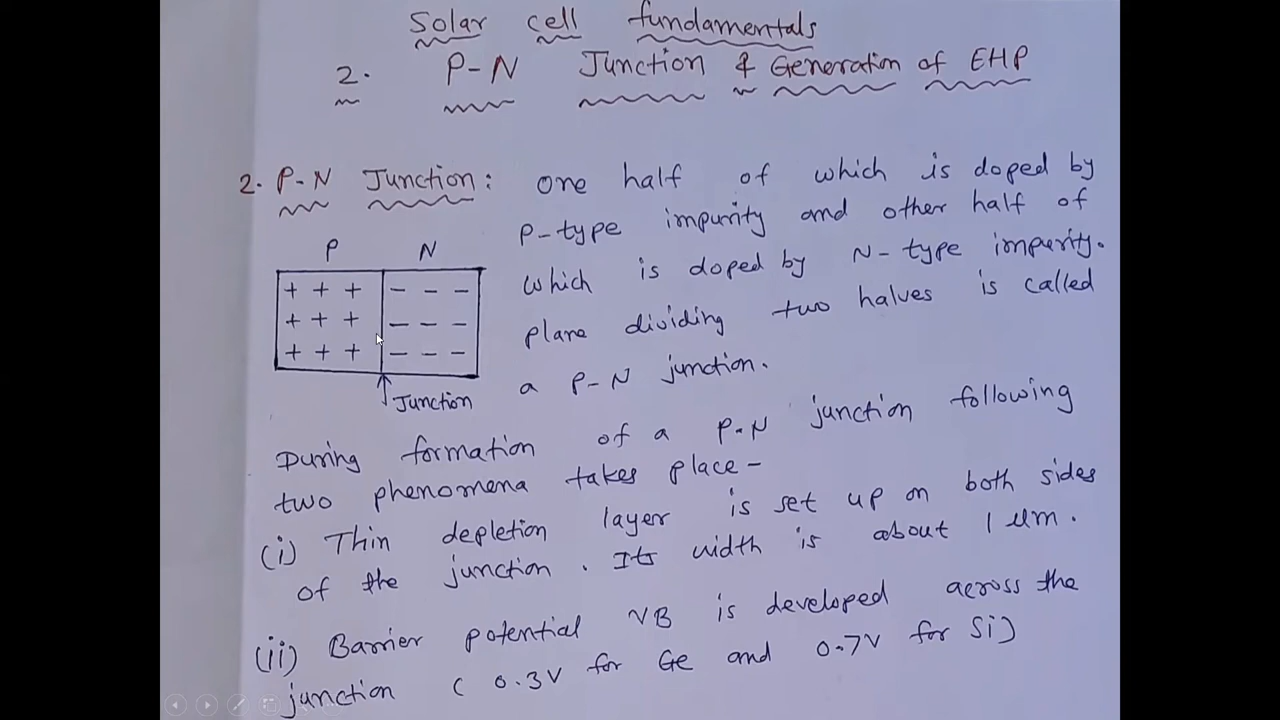 Solar cell fundamentals
2. P-N Junction & Generation of EHP
2. P-N Junction: one half of which is doped by
P-type impurity and other half of
which is doped by N-type impurity.
plane dividing two halves is called
a P-N junction.
P N
+ + + - - -
+ + + - - -
+ + + - - -
Junction
During formation of a P-N junction following
two phenomena takes place-
(i) Thin depletion layer is set up on both sides
of the junction. Its width is about 1 um.
(ii) Barrier potential VB is developed across the
junction ( 0.3V for Ge and 0.7V for Si)